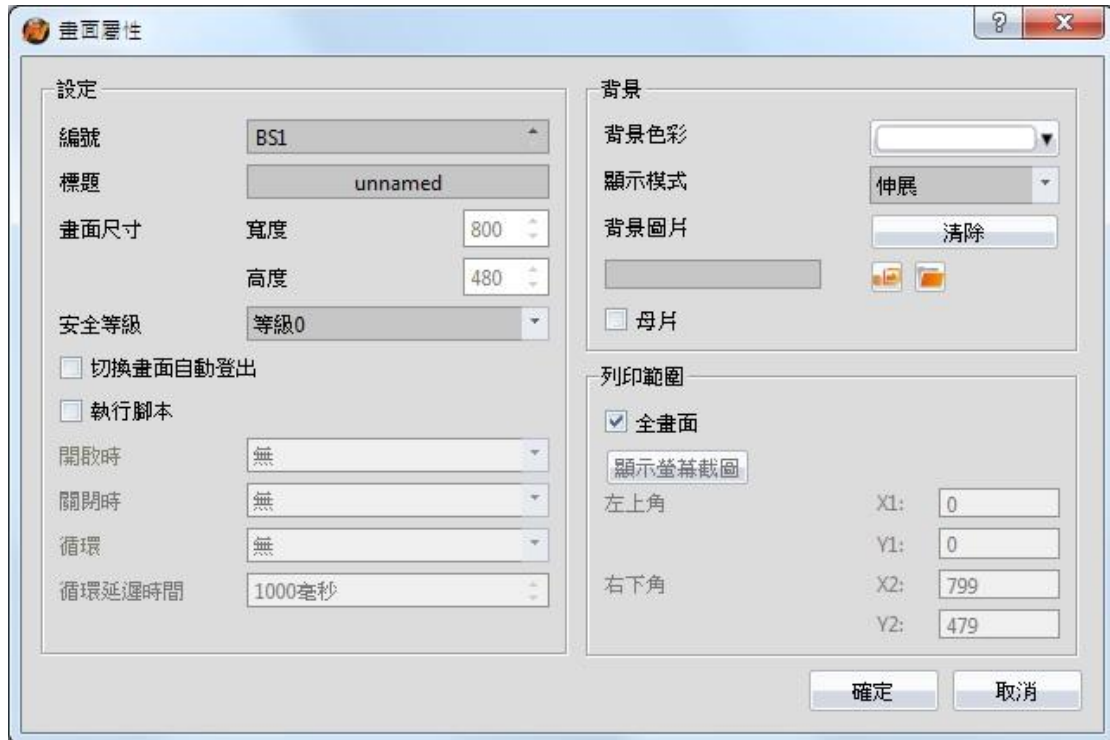 畫面屬性
設定
編號 BS1
標題 unnamed
畫面尺寸 寬度 800
高度 480
安全等級 等級0
切換畫面自動登出
執行腳本
開啟時 無
關閉時 無
循環 無
循環延遲時間 1000毫秒
背景
背景色彩
顯示模式 伸展
背景圖片 清除
母片
列印範圍
全畫面
顯示螢幕截圖
左上角 X1: 0
Y1: 0
右下角 X2: 799
Y2: 479
確定 取消